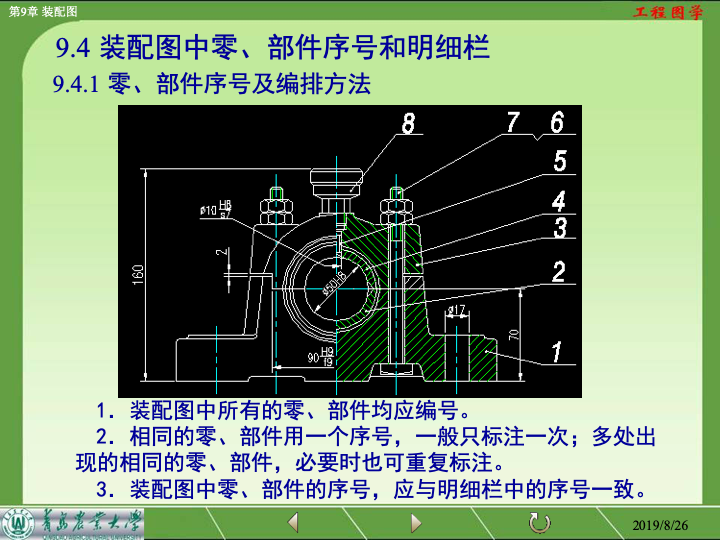 第9章 装配图
工程图学
9.4 装配图中零、部件序号和明细栏
9.4.1 零、部件序号及编排方法
8
7 6
5
4
3
2
1
ø10 H8 s7
2
160
ø50H8
90 H9 f9
ø17
70
1．装配图中所有的零、部件均应编号。
2．相同的零、部件用一个序号，一般只标注一次；多处出
现的相同的零、部件，必要时也可重复标注。
3．装配图中零、部件的序号，应与明细栏中的序号一致。
青岛农业大学
2019/8/26